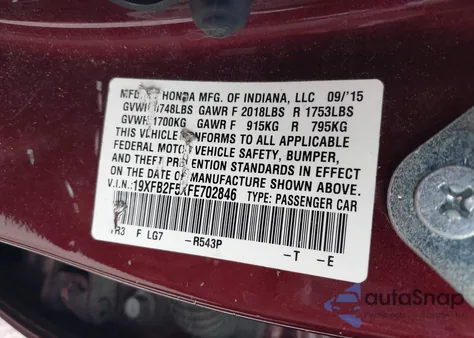 MFD. BY HONDA MFG. OF INDIANA, LLC 09/'15
GVWR 3748LBS GAWR F 2018LBS R 1753LBS
GVWR 1700KG GAWR F 915KG R 795KG
THIS VEHICLE CONFORMS TO ALL APPLICABLE
FEDERAL MOTOR VEHICLE SAFETY, BUMPER,
AND THEFT PREVENTION STANDARDS IN EFFECT
ON THE DATE OF MANUFACTURE SHOWN ABOVE.
V.I.N.:19XFB2F5XFE702846 TYPE: PASSENGER CAR
F LG7 -R543P -T -E
autoSnap